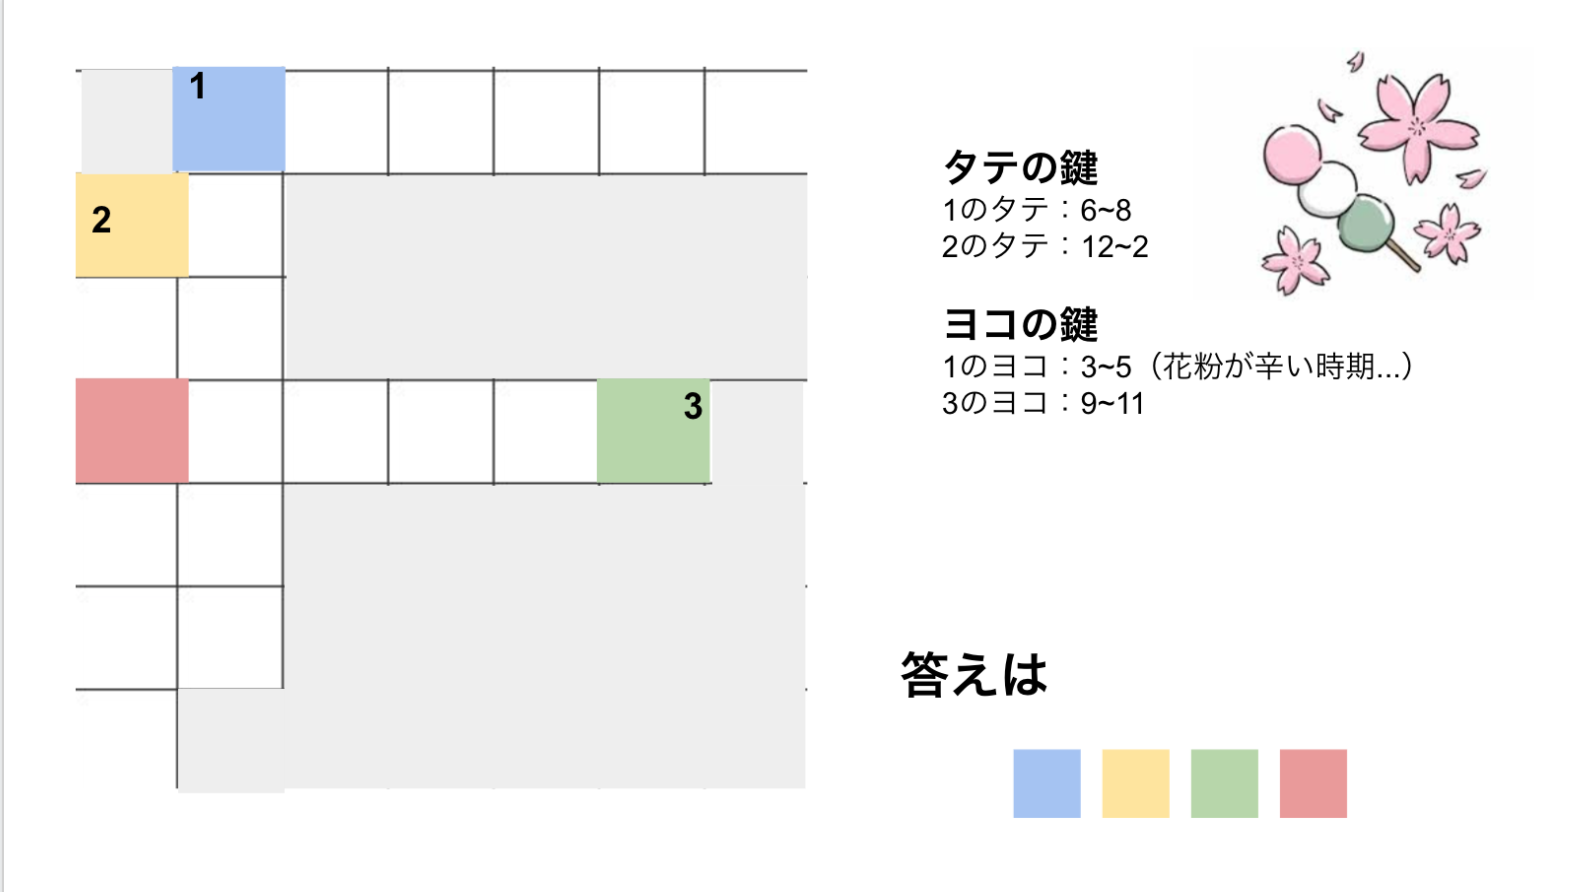 1
2
3
タテの鍵
1のタテ：6~8
2のタテ：12~2
ヨコの鍵
1のヨコ：3~5（花粉が辛い時期...）
3のヨコ：9~11
答えは